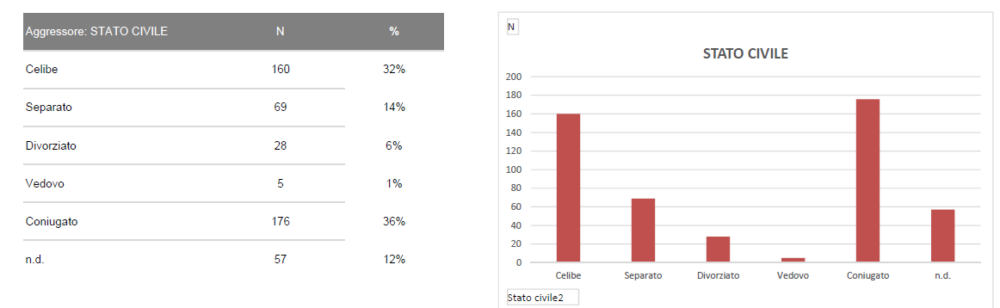 Aggressore: STATO CIVILE N %
Celibe 160 32%
Separato 69 14%
Divorziato 28 6%
Vedovo 5 1%
Coniugato 176 36%
n.d. 57 12%
N
STATO CIVILE
200
180
160
140
120
100
80
60
40
20
0
Celibe Separato Divorziato Vedovo Coniugato n.d.
Stato civile2